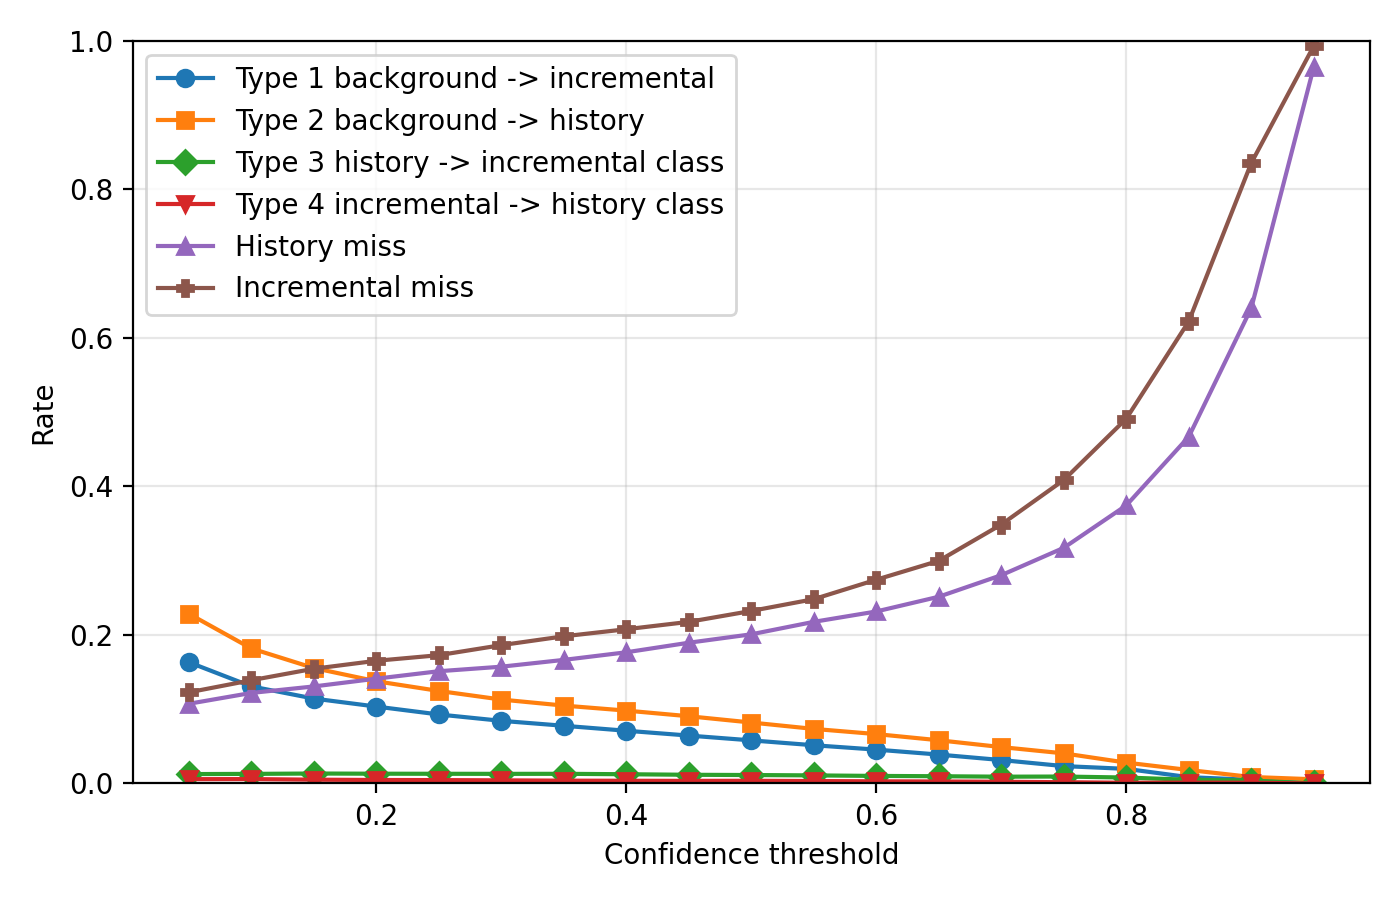 1.0
0.8
0.6
0.4
0.2
0.0
Rate
Type 1 background -> incremental
Type 2 background -> history
Type 3 history -> incremental class
Type 4 incremental -> history class
History miss
Incremental miss
0.2 0.4 0.6 0.8
Confidence threshold